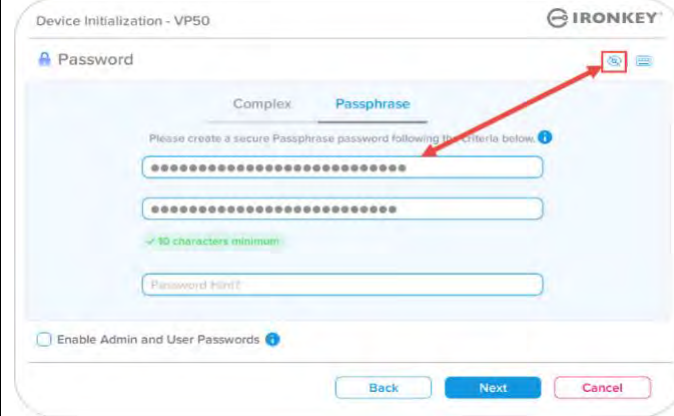 Device Initialization - VP50
IRONKEY
Password
Complex Passphrase
Please create a secure Passphrase password following the criteria below.
●●●●●●●●●●●●●●●●●●●●●●●●●●●●
●●●●●●●●●●●●●●●●●●●●●●●●●●●
✓ 10 characters minimum
Password Hint?
Enable Admin and User Passwords
Back Next Cancel